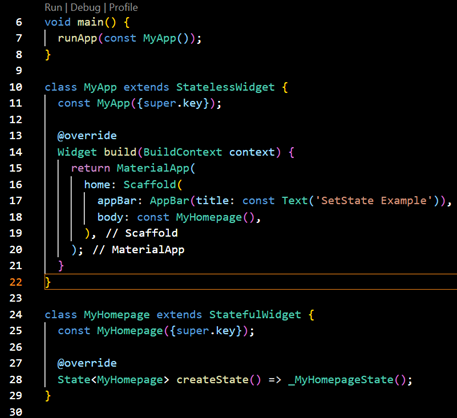 Run | Debug | Profile
6 void main() {
7 runApp(const MyApp());
8 }
9
10 class MyApp extends StatelessWidget {
11 const MyApp({super.key});
12
13 @override
14 Widget build(BuildContext context) {
15 return MaterialApp(
16 home: Scaffold(
17 appBar: AppBar(title: const Text('SetState Example')),
18 body: const MyHomepage(),
19 ), // Scaffold
20 ); // MaterialApp
21 }
22 }
23
24 class MyHomepage extends StatefulWidget {
25 const MyHomepage({super.key});
26
27 @override
28 State<MyHomepage> createState() => _MyHomepageState();
29 }
30